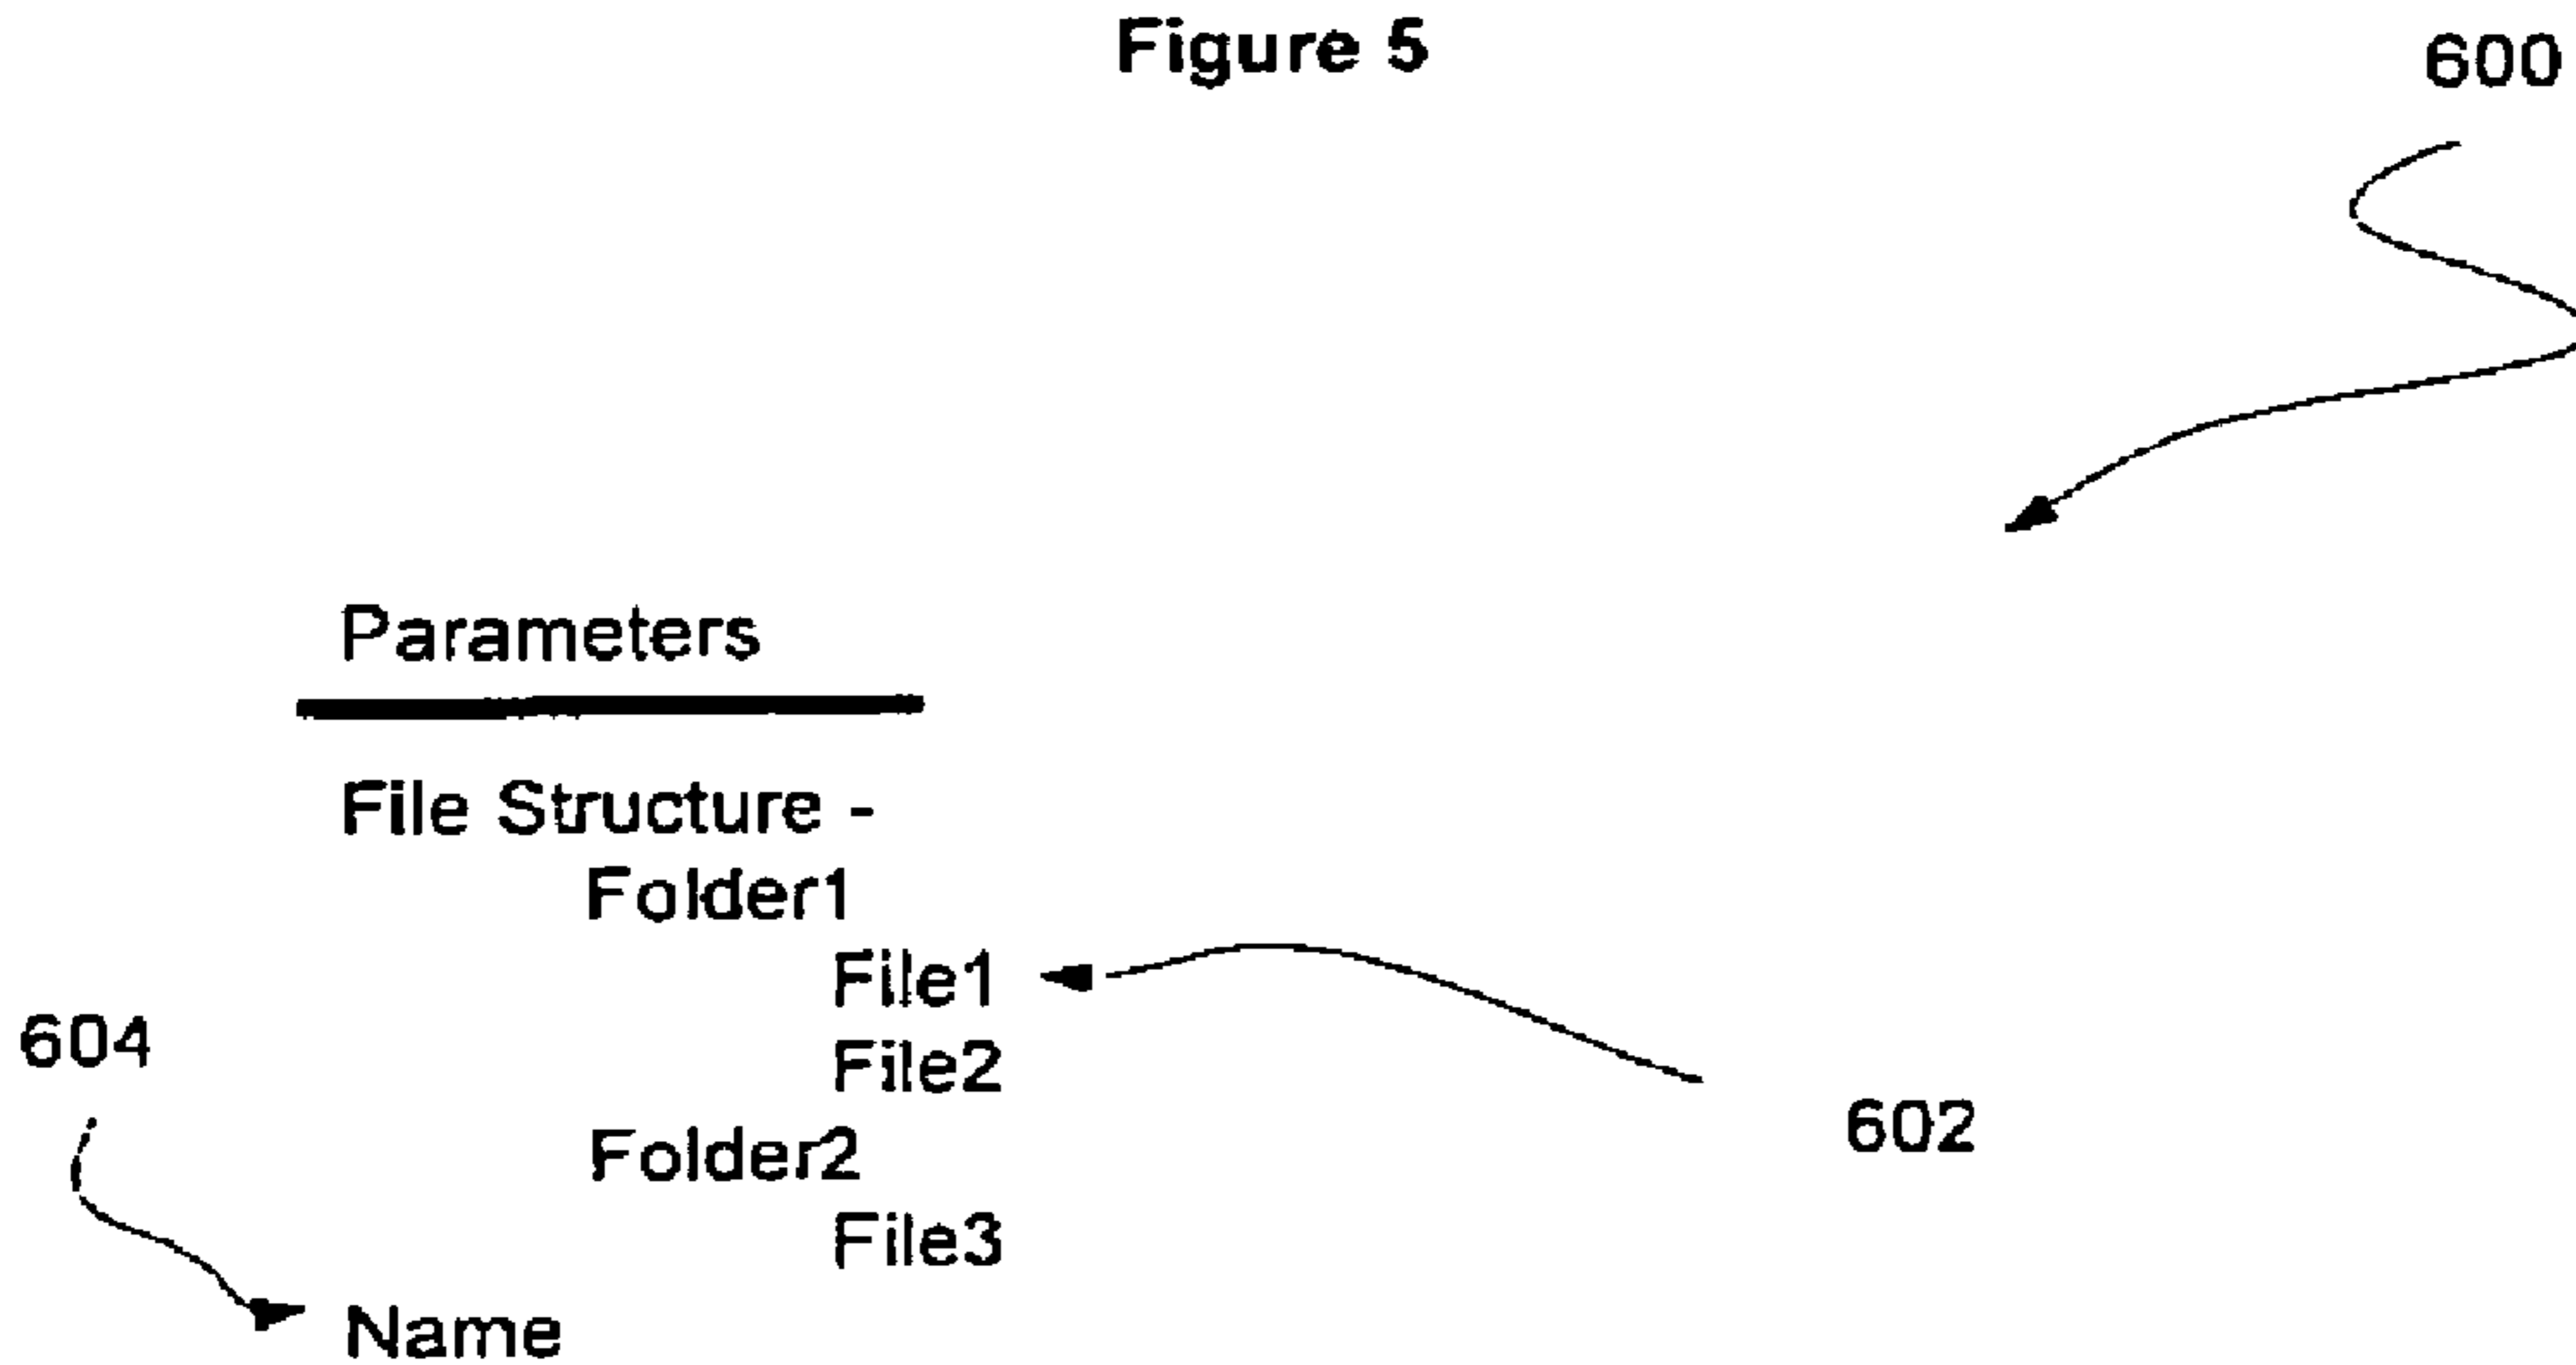 Figure 5
600
Parameters
File Structure -
Folder1
File1
File2
604
602
Folder2
File3
Name